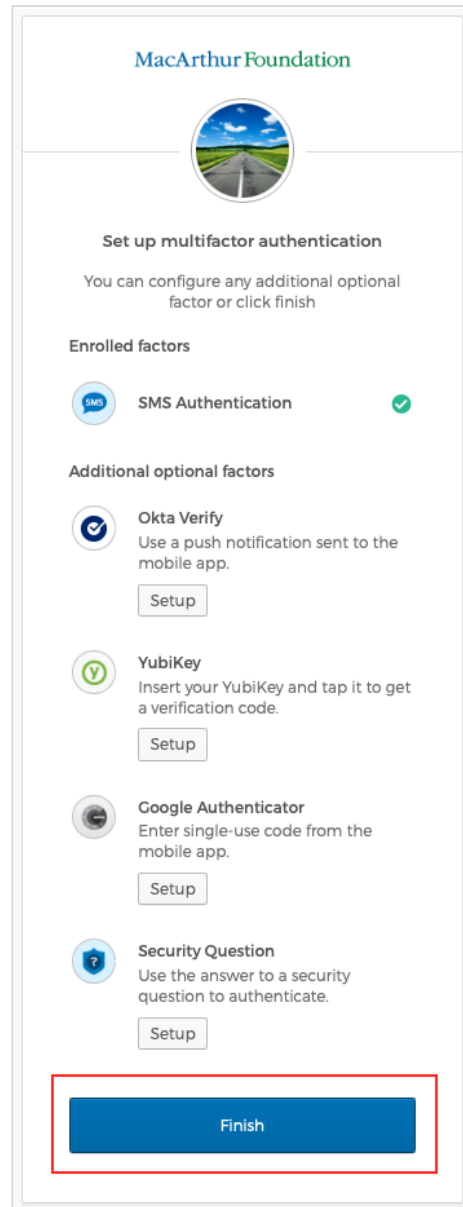 MacArthur Foundation
Set up multifactor authentication
You can configure any additional optional
factor or click finish
Enrolled factors
SMS
SMS Authentication
Additional optional factors
Okta Verify
Use a push notification sent to the
mobile app.
Setup
y
YubiKey
Insert your YubiKey and tap it to get
a verification code.
Setup
Google Authenticator
Enter single-use code from the
mobile app.
Setup
?
Security Question
Use the answer to a security
question to authenticate.
Setup
Finish